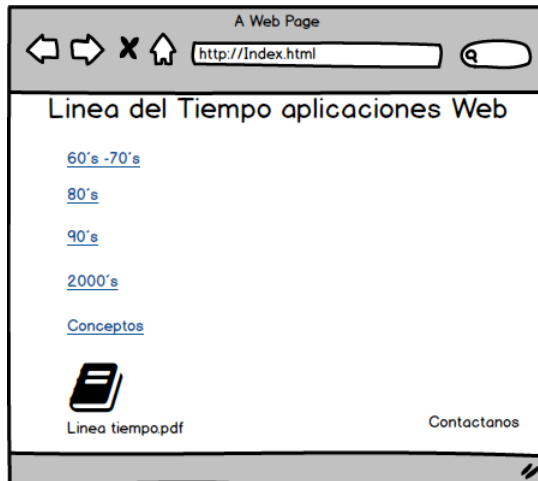 A Web Page
http://Index.html
Linea del Tiempo aplicaciones Web
60´s -70´s
80´s
90´s
2000´s
Conceptos
Linea tiempo.pdf
Contactanos